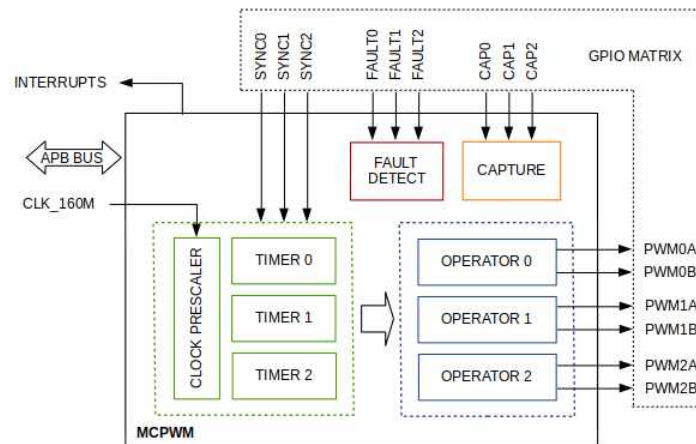 SYNC0
SYNC1
SYNC2
FAULT0
FAULT1
FAULT2
CAP0
CAP1
CAP2
GPIO MATRIX
INTERRUPTS
APB BUS
FAULT
DETECT
CAPTURE
CLK_160M
CLOCK PRESCALER
TIMER 0
TIMER 1
TIMER 2
OPERATOR 0
OPERATOR 1
OPERATOR 2
PWM0A
PWM0B
PWM1A
PWM1B
PWM2A
PWM2B
MCPWM